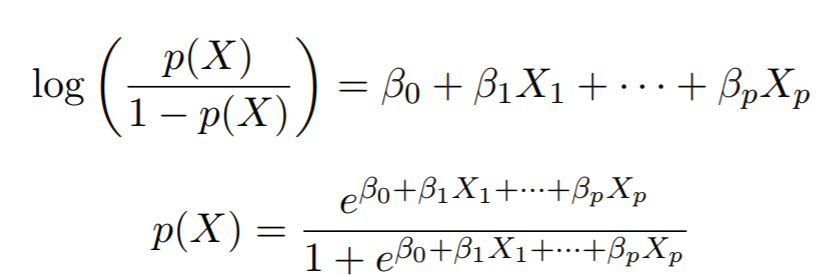 log(p(X)/(1 − p(X))) = β₀ + β₁X₁ + ⋯ + βₚXₚ
p(X) = e^(β₀+β₁X₁+⋯+βₚXₚ)/(1 + e^(β₀+β₁X₁+⋯+βₚXₚ))